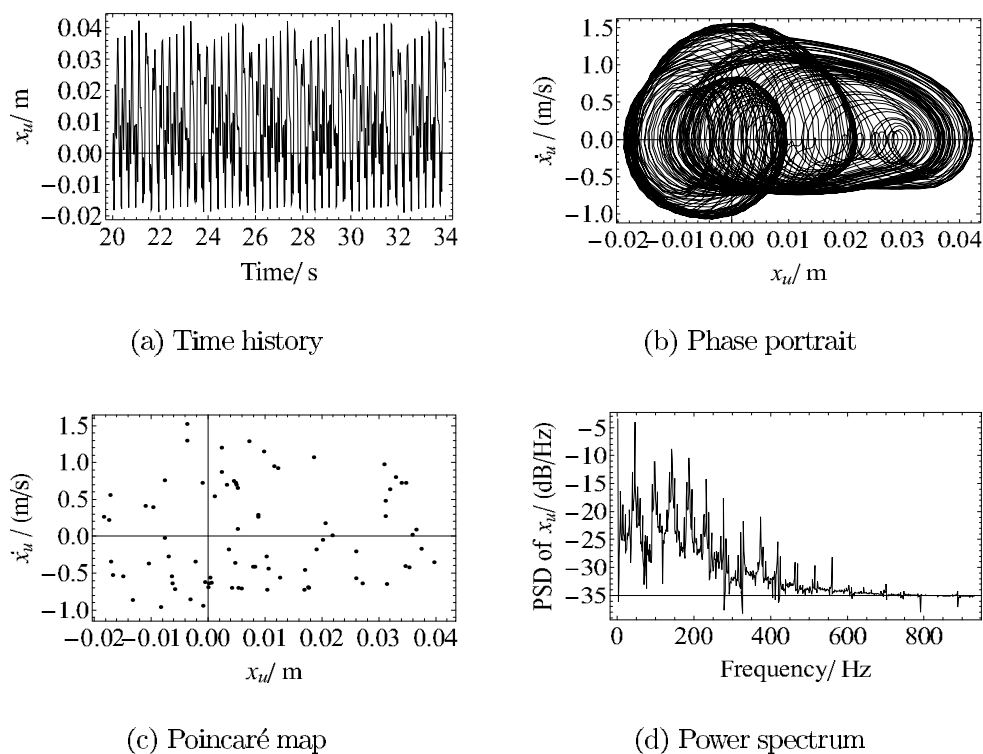 0.04
0.03
0.02
0.01
0.00
−0.01
−0.02
x_u/ m
20 22 24 26 28 30 32 34
Time/ s
(a) Time history
1.5
1.0
0.5
0.0
−0.5
−1.0
ẋ_u / (m/s)
−0.02 −0.01 0.00 0.01 0.02 0.03 0.04
x_u/ m
(b) Phase portrait
1.5
1.0
0.5
0.0
−0.5
−1.0
ẋ_u / (m/s)
−0.02 −0.01 0.00 0.01 0.02 0.03 0.04
x_u/ m
(c) Poincaré map
−5
−10
−15
−20
−25
−30
−35
PSD of x_u/ (dB/Hz)
0 200 400 600 800
Frequency/ Hz
(d) Power spectrum